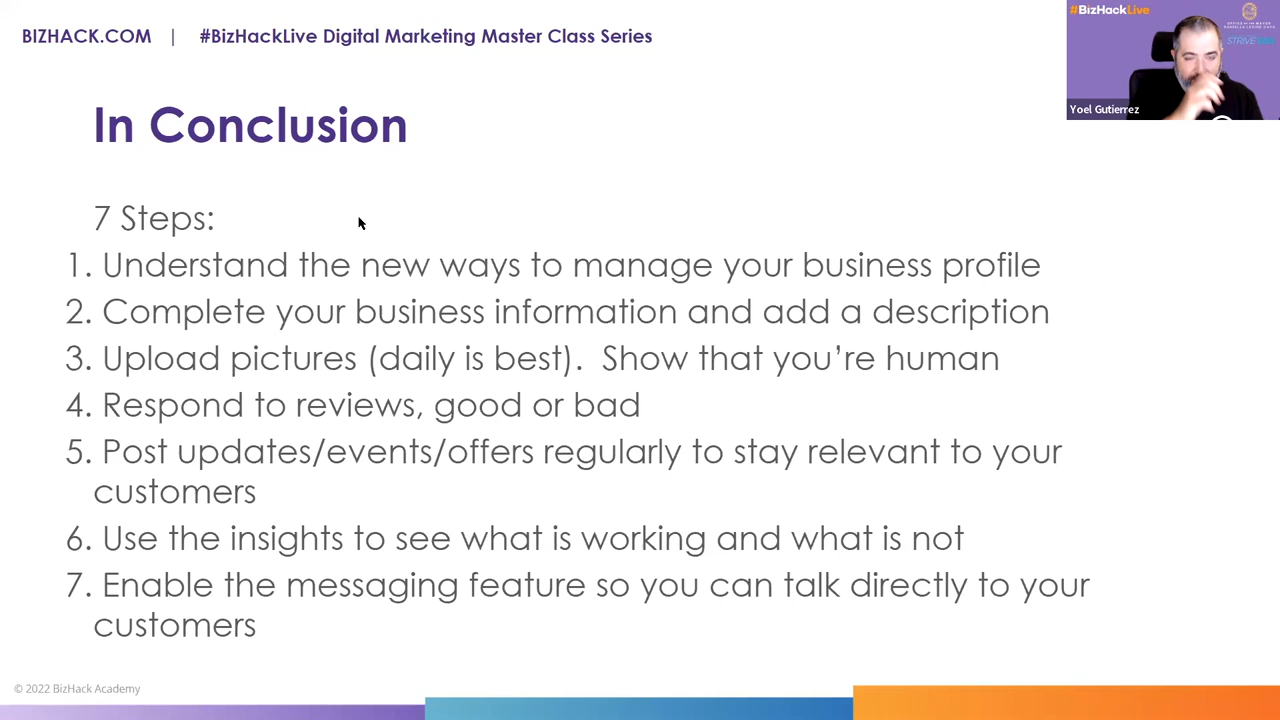 BIZHACK.COM | #BizHackLive Digital Marketing Master Class Series
#BizHackLive
Yoel Gutierrez
In Conclusion
7 Steps:
1. Understand the new ways to manage your business profile
2. Complete your business information and add a description
3. Upload pictures (daily is best).  Show that you’re human
4. Respond to reviews, good or bad
5. Post updates/events/offers regularly to stay relevant to your
customers
6. Use the insights to see what is working and what is not
7. Enable the messaging feature so you can talk directly to your
customers
© 2022 BizHack Academy